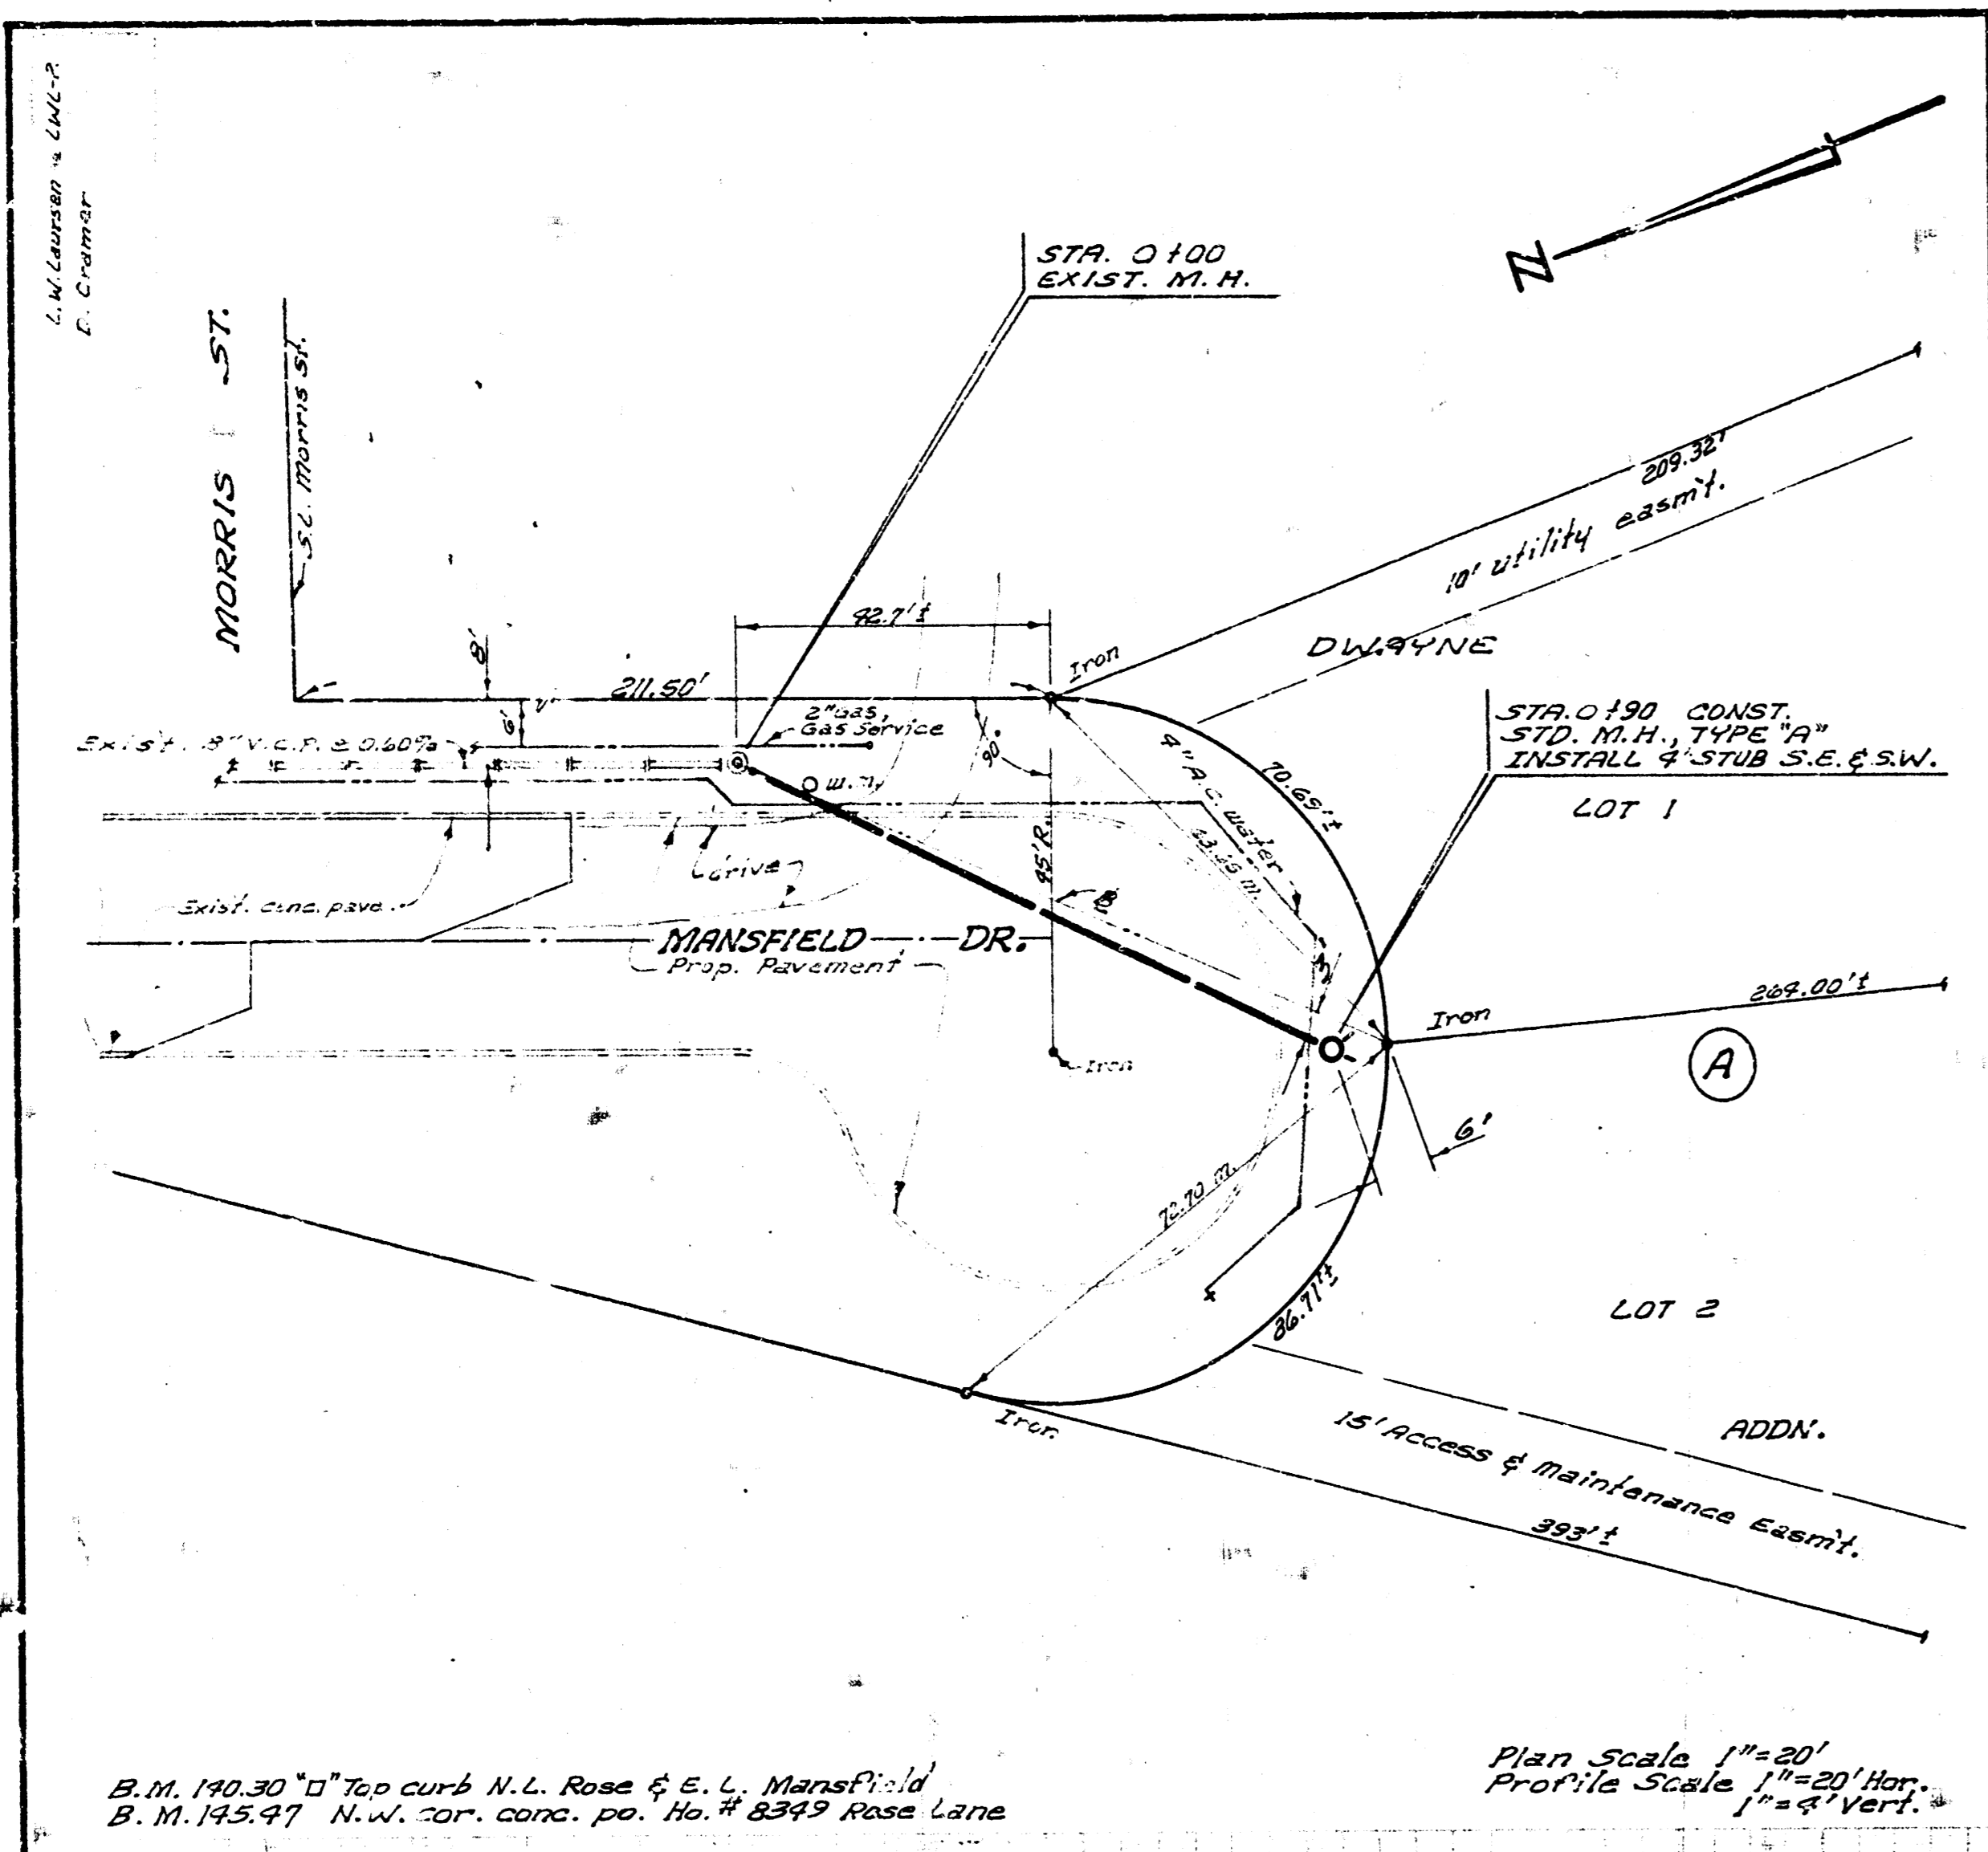 L.W. Laursen
D. Cramer
MORRIS ST.
S.L. Morris St.
STA. 0+00
EXIST. M.H.
N
209.32'
10' utility easm't.
42.7'±
8'
6'
211.50'
Iron
DWAYNE
2" Gas,
Gas Service
Exist. 8" V.C.P. @ 0.60%
90°
W.M.
4" A.C. Water
70.69'±
STA. 0+90 CONST.
STD. M.H., TYPE "A"
INSTALL 4' STUB S.E. & S.W.
LOT 1
45' R.
drive
Exist. conc. pave.
MANSFIELD DR.
Prop. Pavement
3'
Iron
264.00'±
A
Iron
6'
72.70 m.
86.71'±
LOT 2
Iron
15' Access & Maintenance Easm't.
ADDN.
393'±
B.M. 140.30 "□" Top curb N.L. Rose & E.L. Mansfield
B.M. 145.47 N.W. cor. conc. po. Ho. # 8349 Rose Lane
Plan Scale 1"=20'
Profile Scale 1"=20' Hor.
1"=4' Vert.